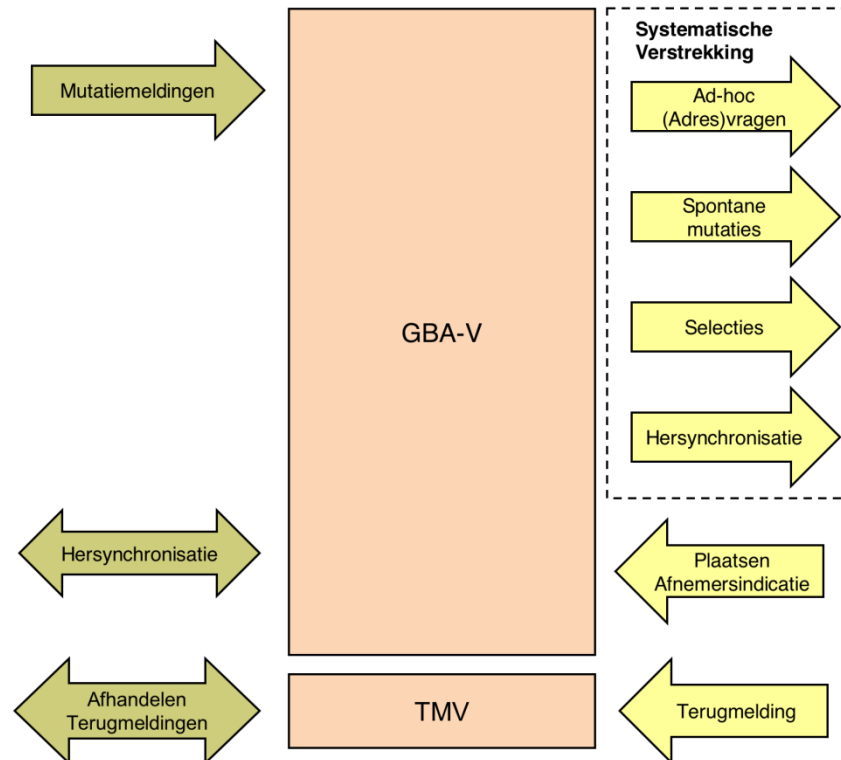 Systematische
Verstrekking
Mutatiemeldingen
Ad-hoc
(Adres)vragen
Spontane
mutaties
GBA-V
Selecties
Hersynchronisatie
Hersynchronisatie
Plaatsen
Afnemersindicatie
Afhandelen
Terugmeldingen
TMV
Terugmelding